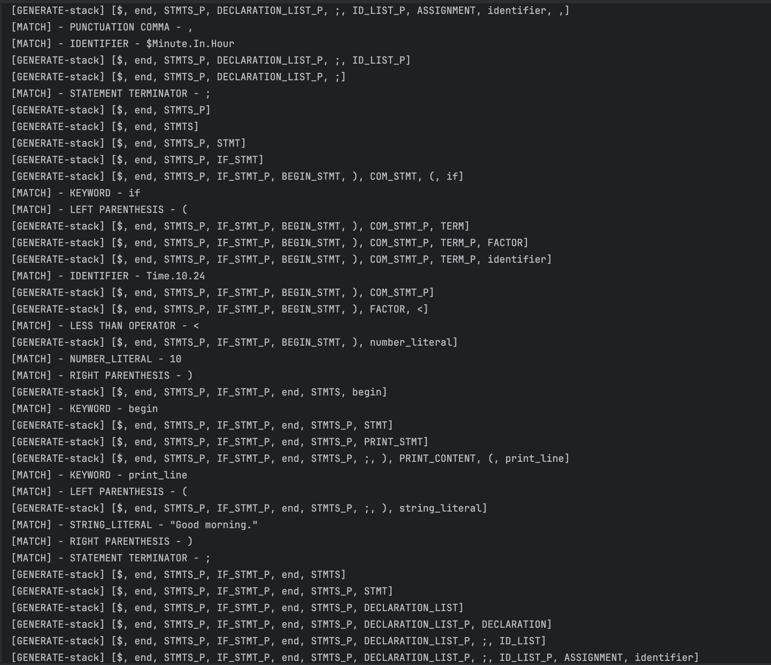 [GENERATE-stack] [$, end, STMTS_P, DECLARATION_LIST_P, ;, ID_LIST_P, ASSIGNMENT, identifier, ,]
[MATCH] - PUNCTUATION COMMA - ,
[MATCH] - IDENTIFIER - $Minute.In.Hour
[GENERATE-stack] [$, end, STMTS_P, DECLARATION_LIST_P, ;, ID_LIST_P]
[GENERATE-stack] [$, end, STMTS_P, DECLARATION_LIST_P, ;]
[MATCH] - STATEMENT TERMINATOR - ;
[GENERATE-stack] [$, end, STMTS_P]
[GENERATE-stack] [$, end, STMTS]
[GENERATE-stack] [$, end, STMTS_P, STMT]
[GENERATE-stack] [$, end, STMTS_P, IF_STMT]
[GENERATE-stack] [$, end, STMTS_P, IF_STMT_P, BEGIN_STMT, ), COM_STMT, (, if]
[MATCH] - KEYWORD - if
[MATCH] - LEFT PARENTHESIS - (
[GENERATE-stack] [$, end, STMTS_P, IF_STMT_P, BEGIN_STMT, ), COM_STMT_P, TERM]
[GENERATE-stack] [$, end, STMTS_P, IF_STMT_P, BEGIN_STMT, ), COM_STMT_P, TERM_P, FACTOR]
[GENERATE-stack] [$, end, STMTS_P, IF_STMT_P, BEGIN_STMT, ), COM_STMT_P, TERM_P, identifier]
[MATCH] - IDENTIFIER - Time.10.24
[GENERATE-stack] [$, end, STMTS_P, IF_STMT_P, BEGIN_STMT, ), COM_STMT_P]
[GENERATE-stack] [$, end, STMTS_P, IF_STMT_P, BEGIN_STMT, ), FACTOR, <]
[MATCH] - LESS THAN OPERATOR - <
[GENERATE-stack] [$, end, STMTS_P, IF_STMT_P, BEGIN_STMT, ), number_literal]
[MATCH] - NUMBER_LITERAL - 10
[MATCH] - RIGHT PARENTHESIS - )
[GENERATE-stack] [$, end, STMTS_P, IF_STMT_P, end, STMTS, begin]
[MATCH] - KEYWORD - begin
[GENERATE-stack] [$, end, STMTS_P, IF_STMT_P, end, STMTS_P, STMT]
[GENERATE-stack] [$, end, STMTS_P, IF_STMT_P, end, STMTS_P, PRINT_STMT]
[GENERATE-stack] [$, end, STMTS_P, IF_STMT_P, end, STMTS_P, ;, ), PRINT_CONTENT, (, print_line]
[MATCH] - KEYWORD - print_line
[MATCH] - LEFT PARENTHESIS - (
[GENERATE-stack] [$, end, STMTS_P, IF_STMT_P, end, STMTS_P, ;, ), string_literal]
[MATCH] - STRING_LITERAL - "Good morning."
[MATCH] - RIGHT PARENTHESIS - )
[MATCH] - STATEMENT TERMINATOR - ;
[GENERATE-stack] [$, end, STMTS_P, IF_STMT_P, end, STMTS]
[GENERATE-stack] [$, end, STMTS_P, IF_STMT_P, end, STMTS_P, STMT]
[GENERATE-stack] [$, end, STMTS_P, IF_STMT_P, end, STMTS_P, DECLARATION_LIST]
[GENERATE-stack] [$, end, STMTS_P, IF_STMT_P, end, STMTS_P, DECLARATION_LIST_P, DECLARATION]
[GENERATE-stack] [$, end, STMTS_P, IF_STMT_P, end, STMTS_P, DECLARATION_LIST_P, ;, ID_LIST]
[GENERATE-stack] [$, end, STMTS_P, IF_STMT_P, end, STMTS_P, DECLARATION_LIST_P, ;, ID_LIST_P, ASSIGNMENT, identifier]